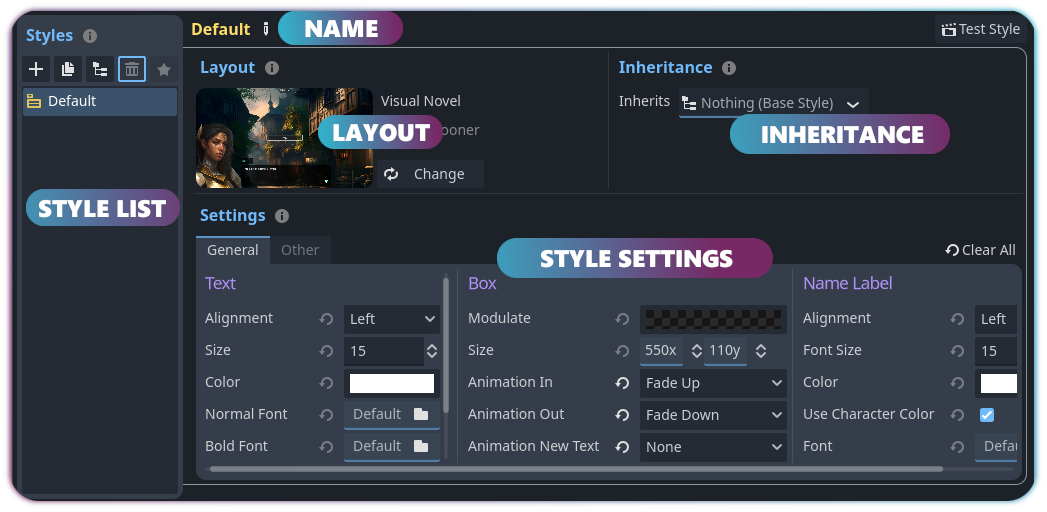 Styles
Default
STYLE LIST
Default
NAME
Test Style
Layout
Visual Novel
LAYOUT
ooner
Change
Inheritance
Inherits
Nothing (Base Style)
INHERITANCE
Settings
General
Other
STYLE SETTINGS
Clear All
Text
Alignment
Left
Size
15
Color
Normal Font
Default
Bold Font
Default
Box
Modulate
Size
550x
110y
Animation In
Fade Up
Animation Out
Fade Down
Animation New Text
None
Name Label
Alignment
Left
Font Size
15
Color
Use Character Color
Font
Defau